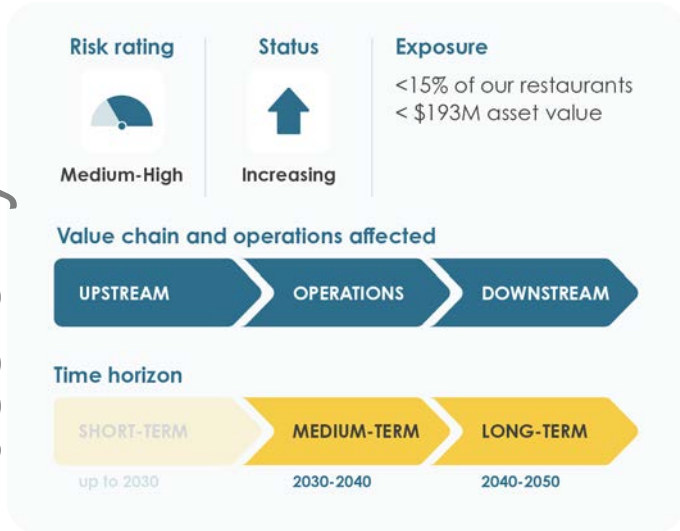 Risk rating
Status
Exposure
<15% of our restaurants
< $193M asset value
Medium-High
Increasing
Value chain and operations affected
UPSTREAM
OPERATIONS
DOWNSTREAM
Time horizon
SHORT-TERM
MEDIUM-TERM
LONG-TERM
up to 2030
2030-2040
2040-2050